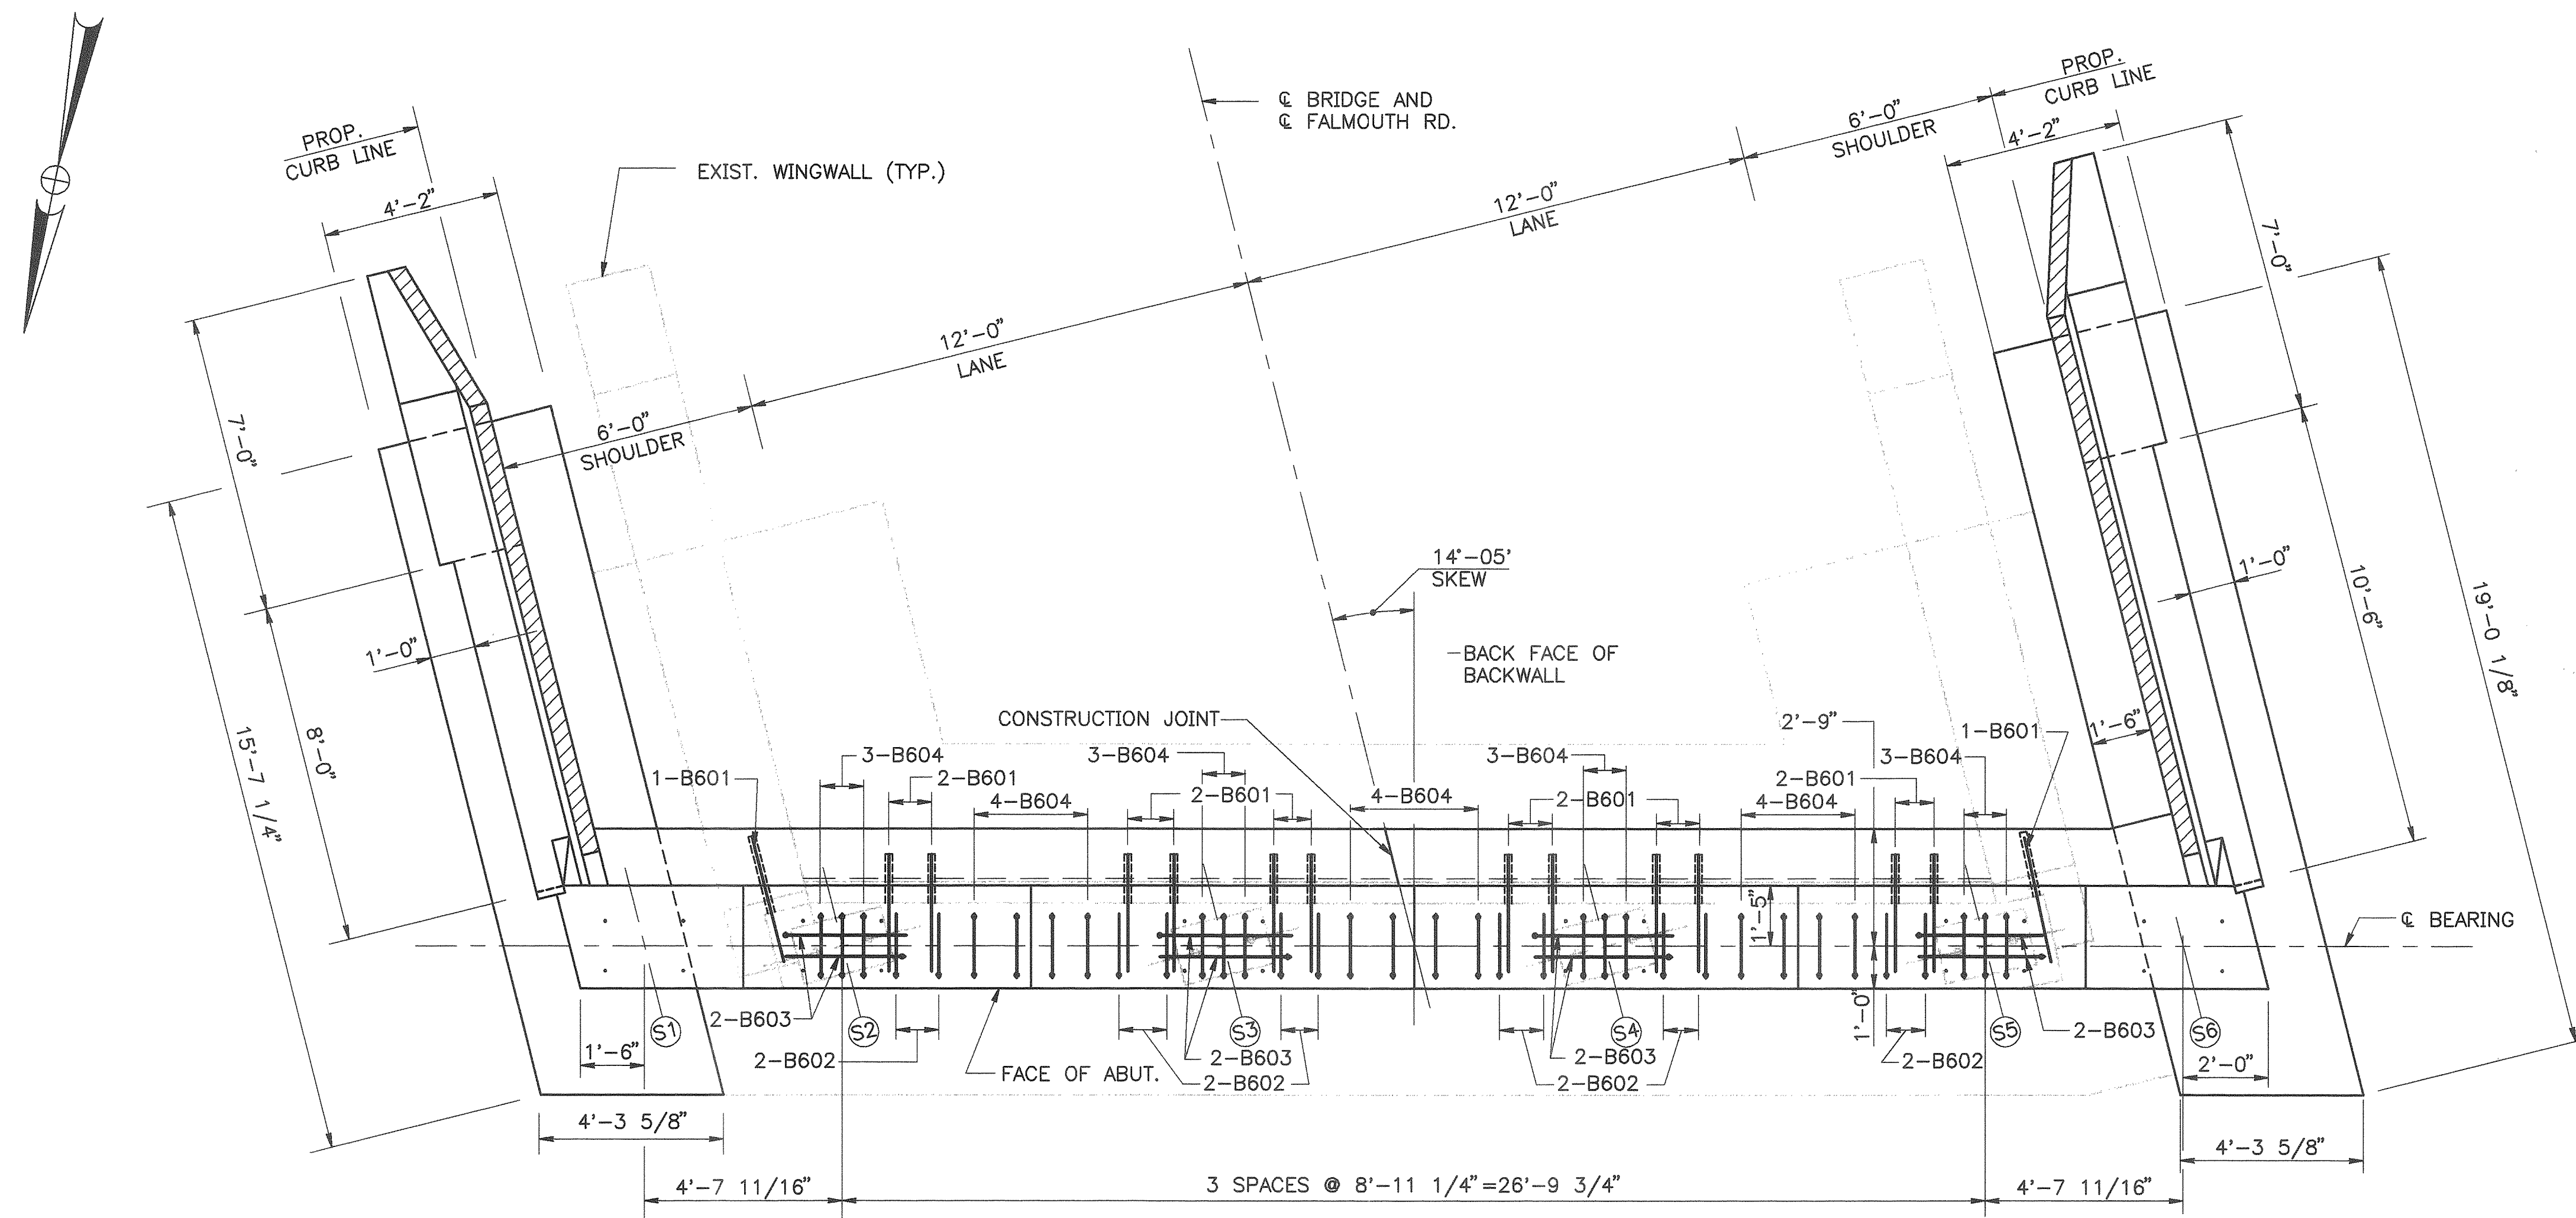 ℄ BRIDGE AND
℄ FALMOUTH RD.
PROP.
CURB LINE
4'-2"
EXIST. WINGWALL (TYP.)
12'-0"
LANE
6'-0"
SHOULDER
PROP.
CURB LINE
4'-2"
7'-0"
12'-0"
LANE
6'-0"
SHOULDER
7'-0"
15'-7 1/4"
8'-0"
1'-0"
14°-05'
SKEW
BACK FACE OF
BACKWALL
1'-0"
10'-6"
19'-0 1/8"
1'-6"
CONSTRUCTION JOINT
2'-9"
1-B601
3-B604
2-B601
4-B604
3-B604
2-B601
4-B604
3-B604
2-B601
4-B604
2-B601
3-B604
1-B601
1'-5"
℄ BEARING
1'-0"
2-B603
S1
S2
S3
S4
S5
S6
2-B603
2-B603
2-B603
1'-6"
2-B602
FACE OF ABUT.
2-B602
2-B602
2-B602
2'-0"
4'-3 5/8"
4'-3 5/8"
4'-7 11/16"
3 SPACES @ 8'-11 1/4"=26'-9 3/4"
4'-7 11/16"